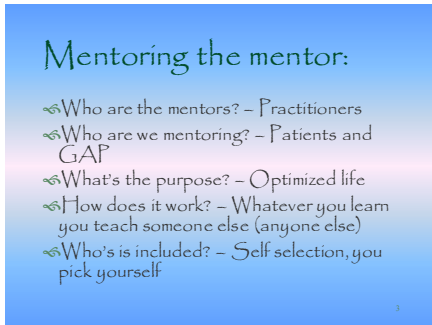 Mentoring the mentor:
Who are the mentors? – Practitioners
Who are we mentoring? – Patients and
GAP
What's the purpose? – Optimized life
How does it work? – Whatever you learn
you teach someone else (anyone else)
Who's is included? – Self selection, you
pick yourself